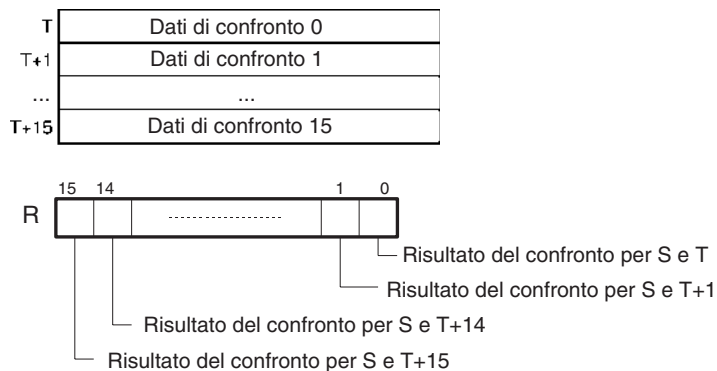 T Dati di confronto 0
T+1 Dati di confronto 1
... ...
T+15 Dati di confronto 15
15 14 1 0
R
Risultato del confronto per S e T
Risultato del confronto per S e T+1
Risultato del confronto per S e T+14
Risultato del confronto per S e T+15